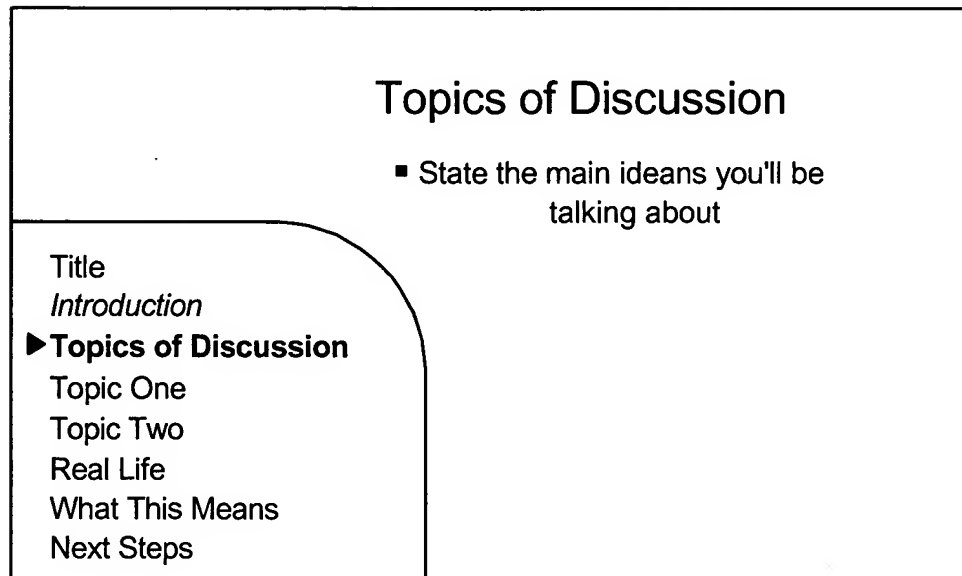 Topics of Discussion
▪ State the main ideans you'll be
talking about
Title
Introduction
▶Topics of Discussion
Topic One
Topic Two
Real Life
What This Means
Next Steps